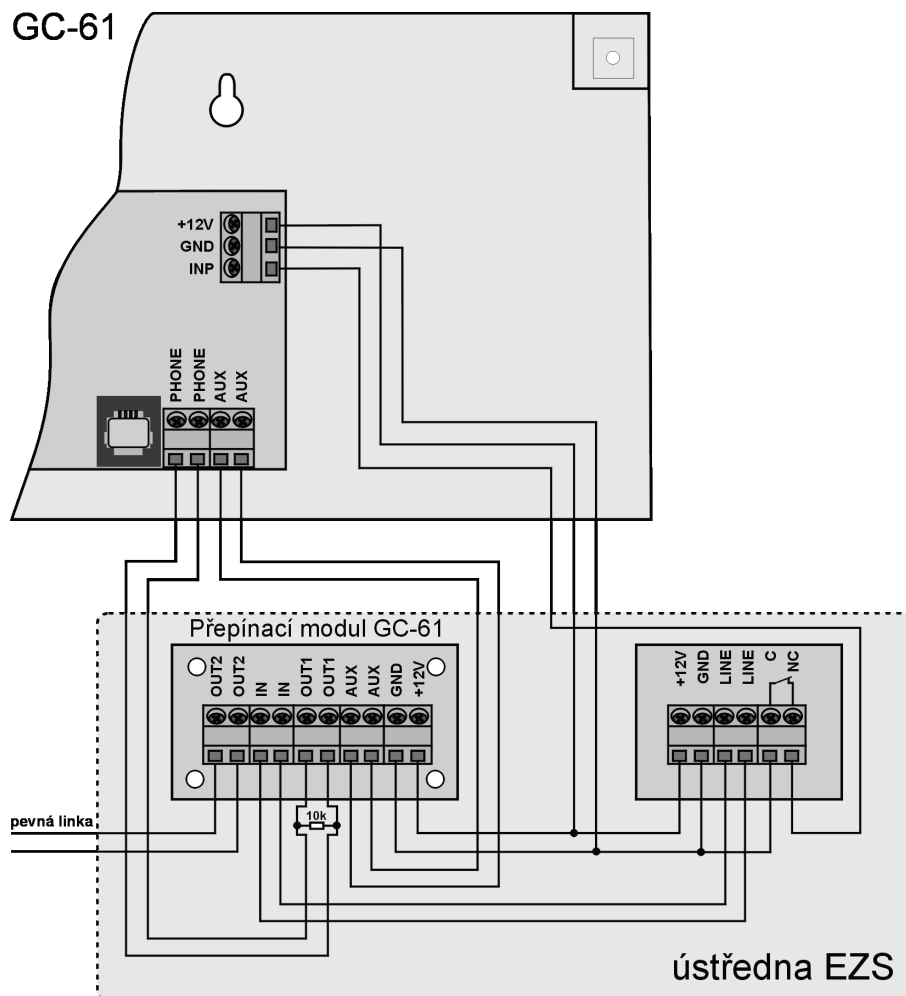 GC-61
+12V
GND
INP
PHONE
PHONE
AUX
AUX
Přepínací modul GC-61
OUT2
OUT2
IN
IN
OUT1
OUT1
AUX
AUX
GND
+12V
+12V
GND
LINE
LINE
C
NC
10k
pevná linka
ústředna EZS